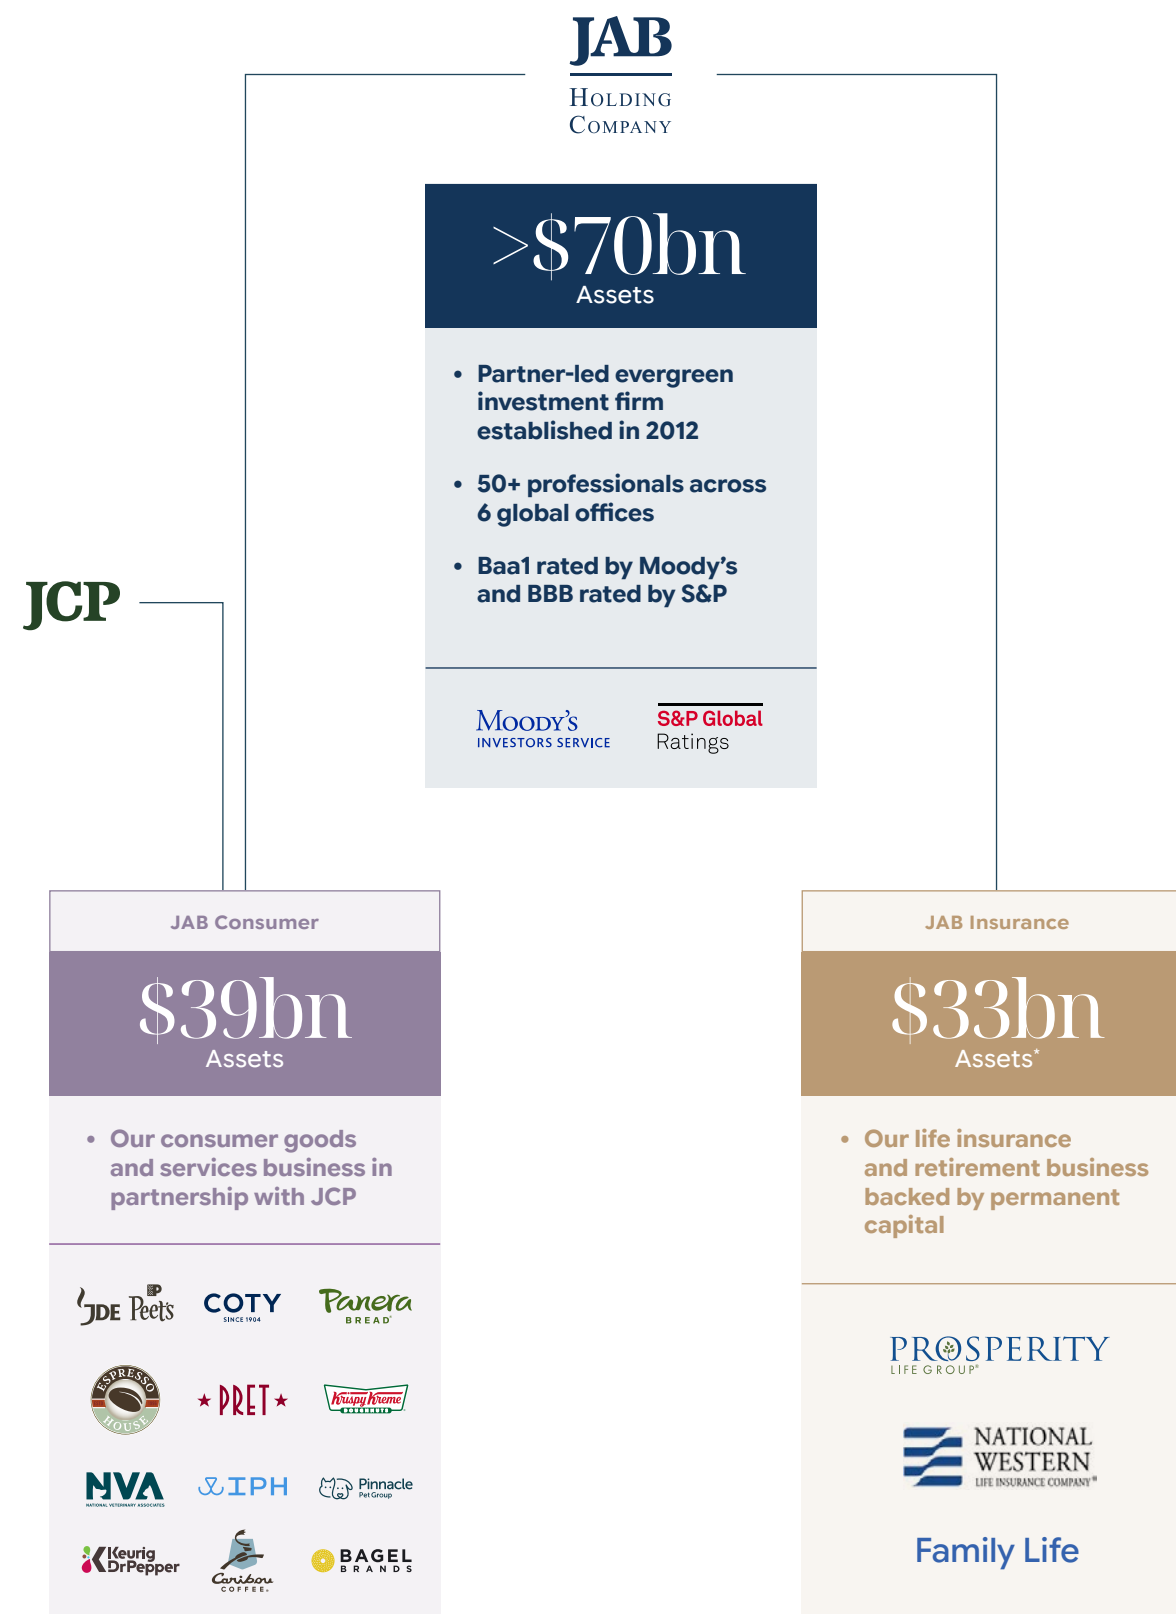 JAB
HOLDING
COMPANY
>$70bn
Assets
• Partner-led evergreen
investment firm
established in 2012
• 50+ professionals across
6 global offices
• Baa1 rated by Moody's
and BBB rated by S&P
MOODY'S
INVESTORS SERVICE
S&P Global
Ratings
JCP
JAB Consumer
$39bn
Assets
• Our consumer goods
and services business in
partnership with JCP
JDE Peet's
COTY
SINCE 1904
Panera
BREAD®
ESPRESSO
HOUSE
PRET
Krispy Kreme
DOUGHNUTS
NVA
NATIONAL VETERINARY ASSOCIATES
IPH
Pinnacle
Pet Group
Keurig
DrPepper
Caribou
COFFEE®
BAGEL
BRANDS
JAB Insurance
$33bn
Assets*
• Our life insurance
and retirement business
backed by permanent
capital
PROSPERITY
LIFE GROUP®
NATIONAL
WESTERN
LIFE INSURANCE COMPANY®
Family Life